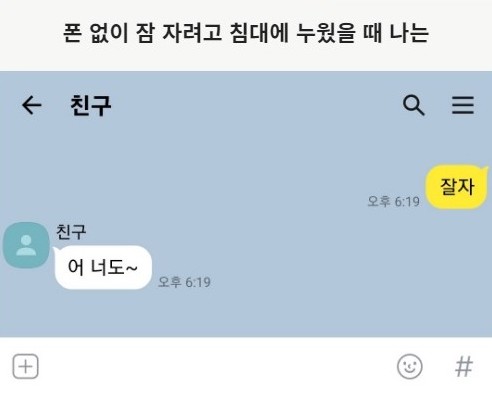 폰 없이 잠 자려고 침대에 누웠을 때 나는
친구
잘자
오후 6:19
친구
어 너도~
오후 6:19
#